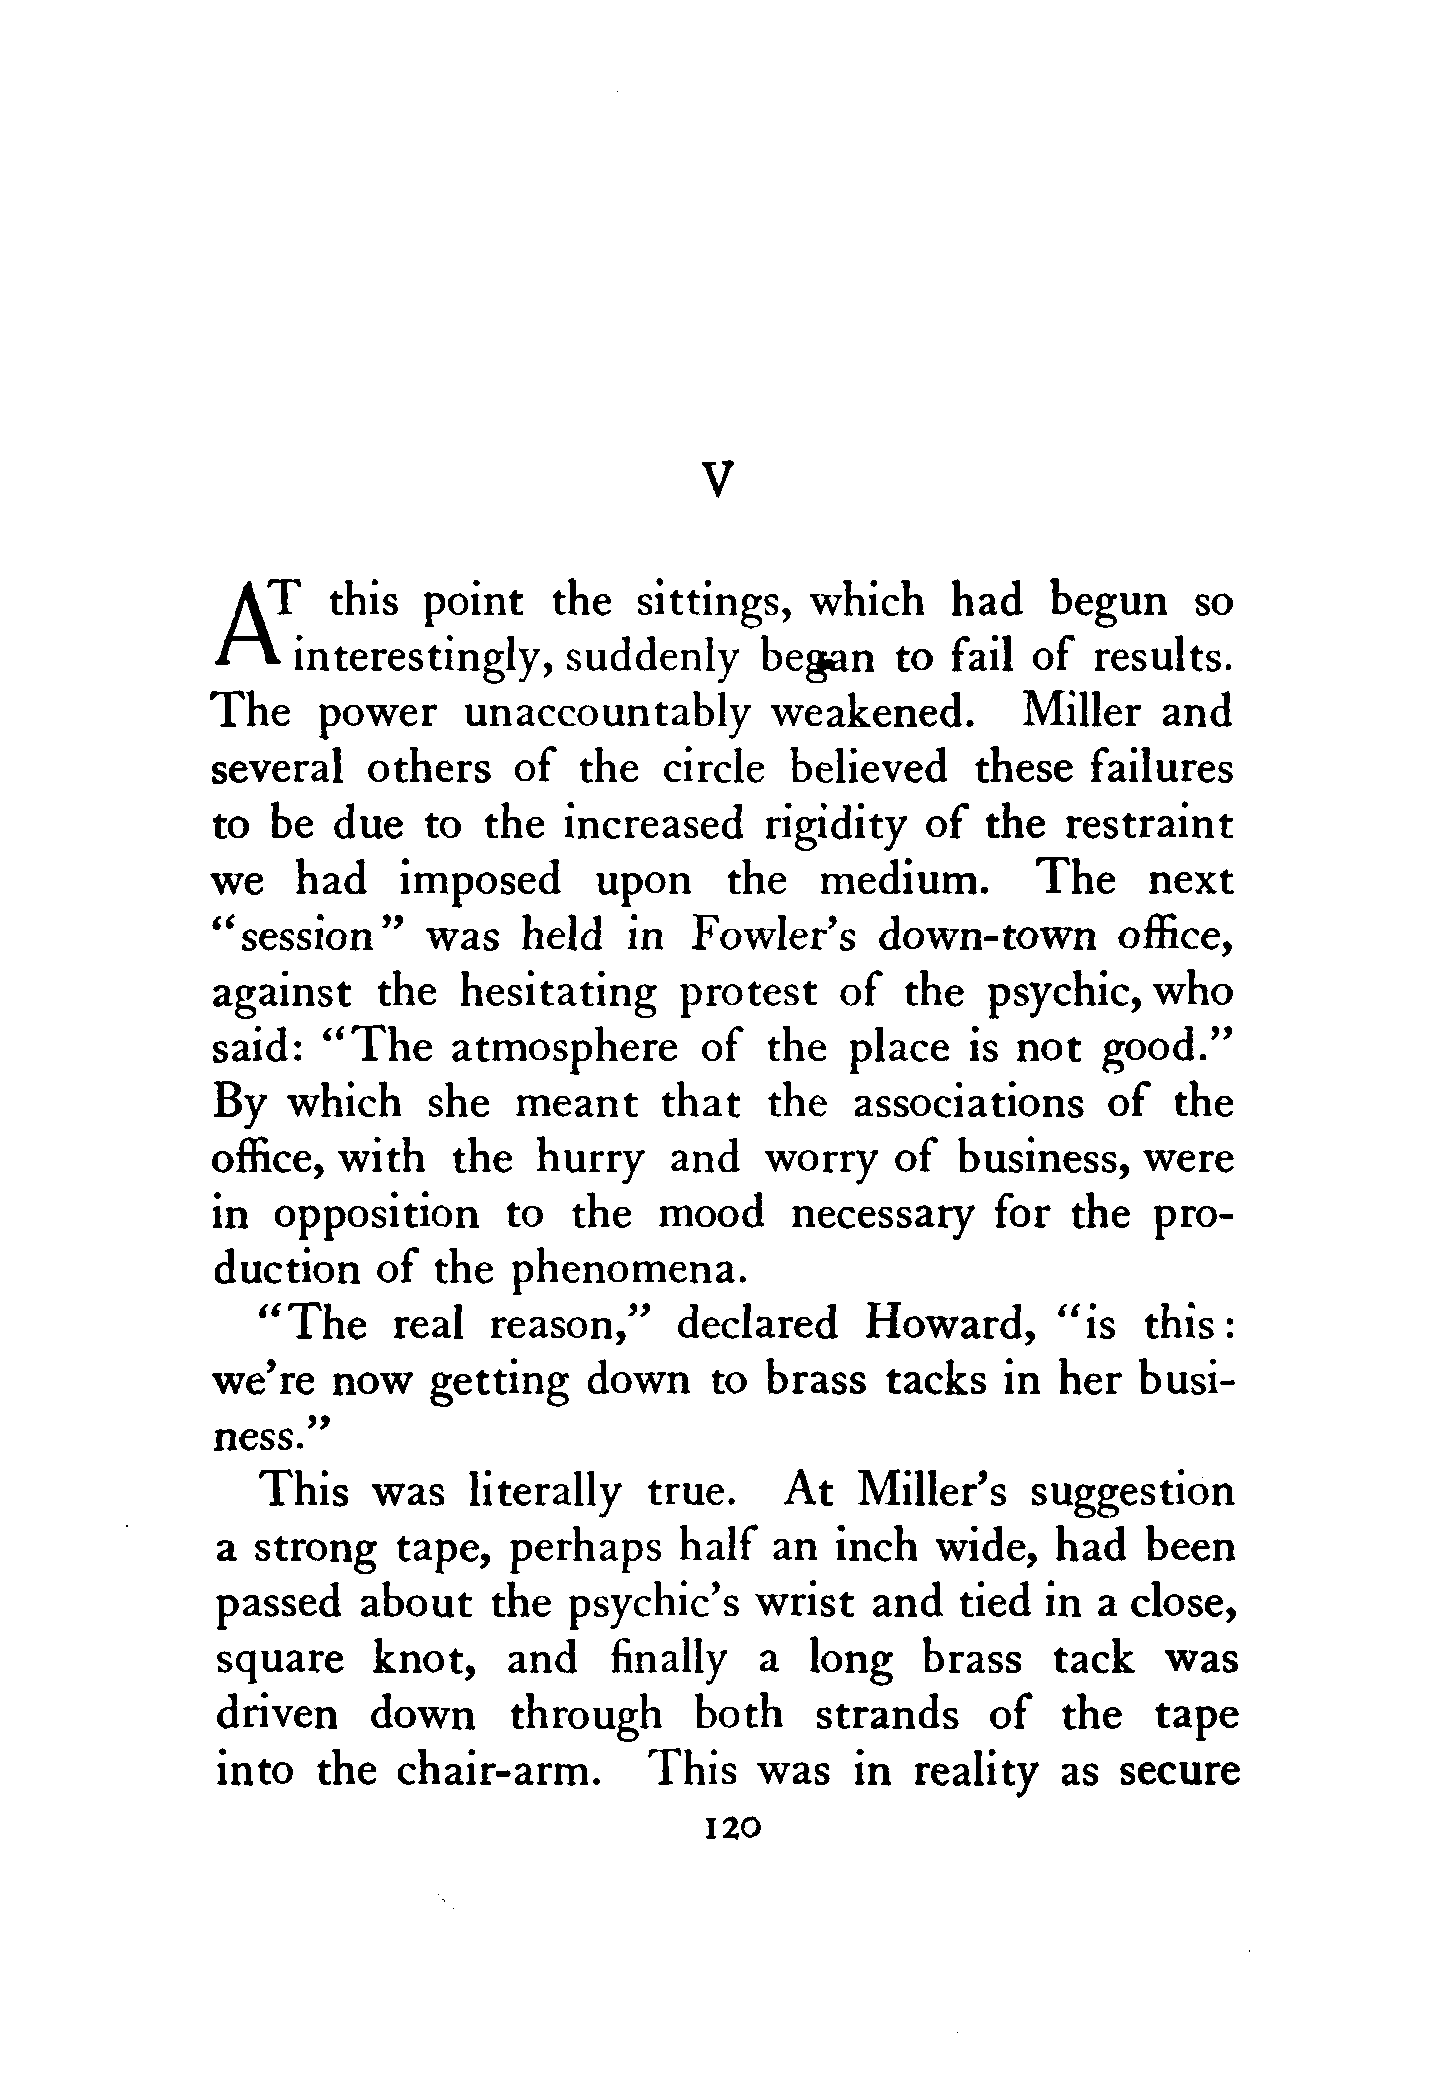 V
AT this point the sittings, which had begun so
interestingly, suddenly began to fail of results.
The power unaccountably weakened. Miller and
several others of the circle believed these failures
to be due to the increased rigidity of the restraint
we had imposed upon the medium. The next
“session” was held in Fowler’s down-town office,
against the hesitating protest of the psychic, who
said: “The atmosphere of the place is not good.”
By which she meant that the associations of the
office, with the hurry and worry of business, were
in opposition to the mood necessary for the pro-
duction of the phenomena.
“The real reason,” declared Howard, “is this:
we’re now getting down to brass tacks in her busi-
ness.”
This was literally true. At Miller’s suggestion
a strong tape, perhaps half an inch wide, had been
passed about the psychic’s wrist and tied in a close,
square knot, and finally a long brass tack was
driven down through both strands of the tape
into the chair-arm. This was in reality as secure
120